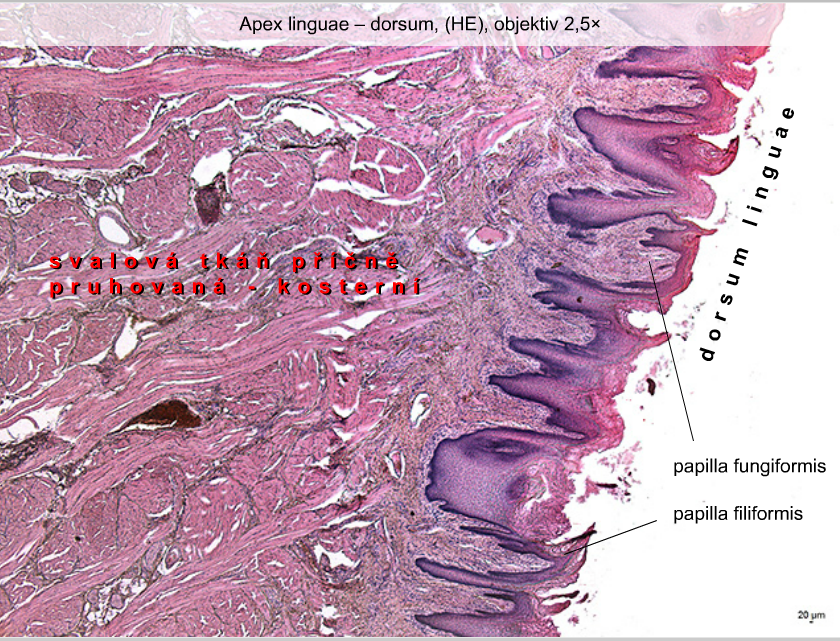 Apex linguae – dorsum, (HE), objektiv 2,5×
dorsum linguae
svalová tkáň příčně
pruhovaná - kosterní
papilla fungiformis
papilla filiformis
20 µm